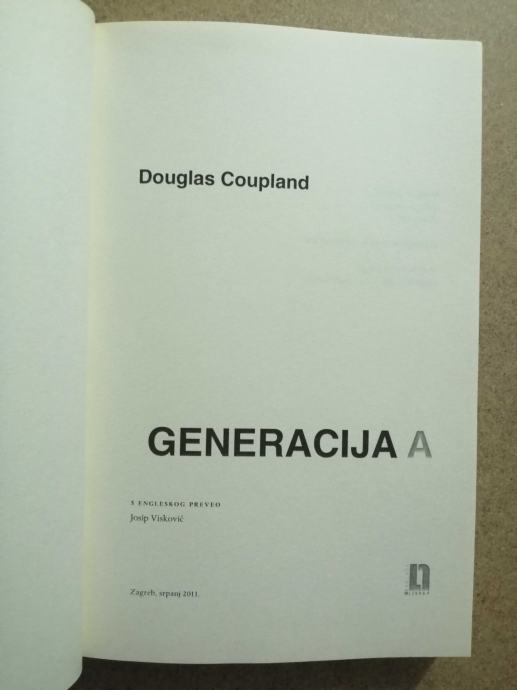 Douglas Coupland
GENERACIJA A
S ENGLESKOG PREVEO
Josip Visković
Zagreb, srpanj 2011.